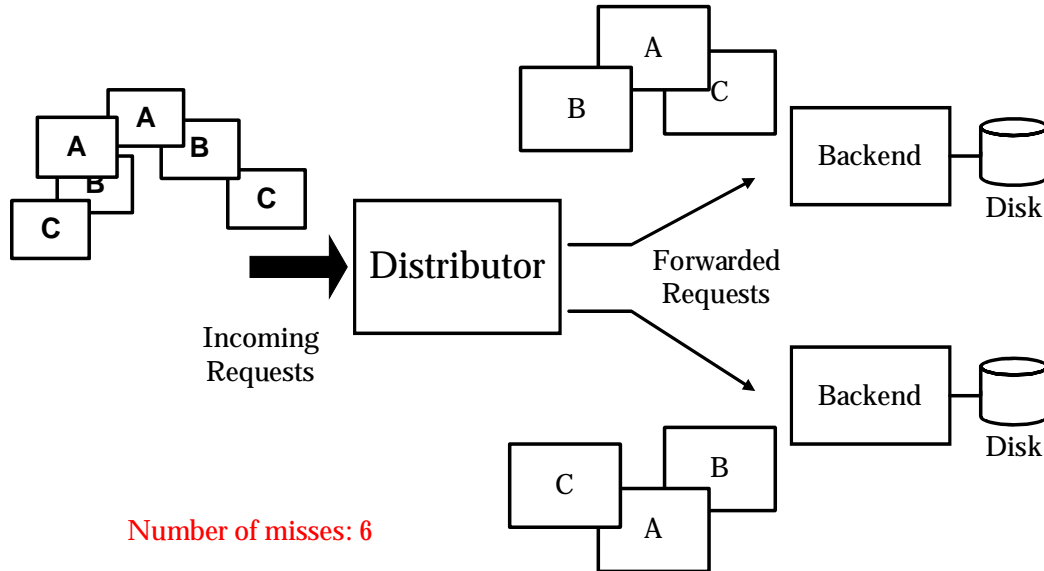 A
A
B
B
C
C
Incoming
Requests
Distributor
Forwarded
Requests
A
B
C
Backend
Disk
Backend
Disk
C
B
A
Number of misses: 6